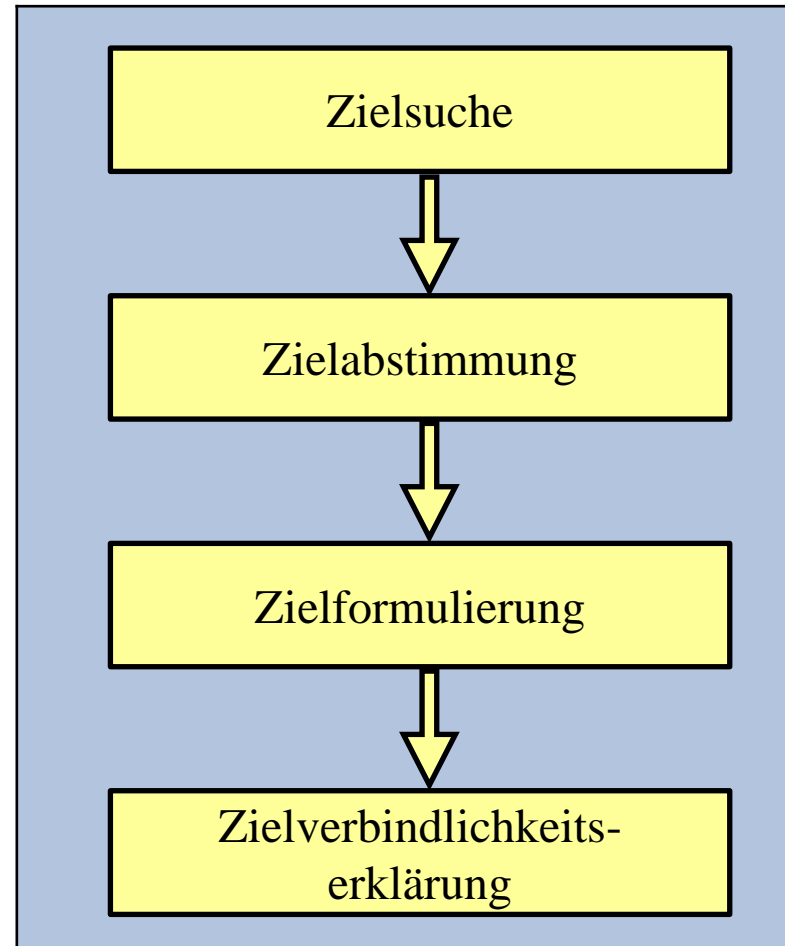 Zielsuche
Zielabstimmung
Zielformulierung
Zielverbindlichkeits-
erklärung